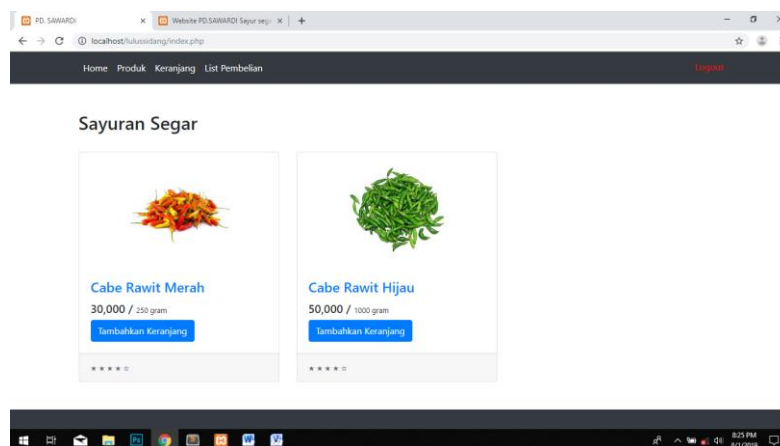 PD. SAWARDI
Website PD.SAWARDI Sayur sega
localhost/lulussidang/index.php
Home Produk Keranjang List Pembelian Logout
Sayuran Segar
Cabe Rawit Merah
30,000 / 250 gram
Tambahkan Keranjang
Cabe Rawit Hijau
50,000 / 1000 gram
Tambahkan Keranjang
8:25 PM